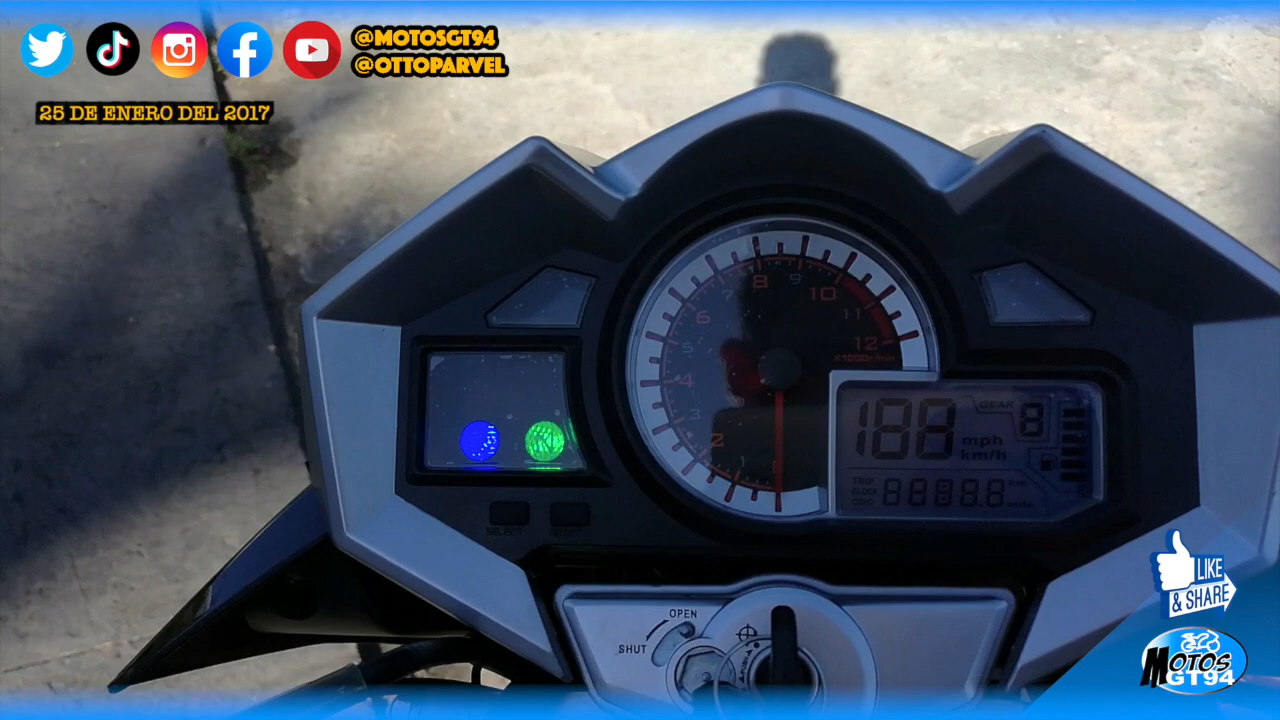 @MOTOSGT94
@OTTOPARVEL
25 DE ENERO DEL 2017
8
9
7
10
6
11
5
12
x1000r/min
4
3
2
1
188
GEAR
8
mph
km/h
TRIP
CLOCK
ODO
18888.8
km
mile
SELECT
OPEN
SHUT
LIKE
& SHARE
MOTOS
GT94